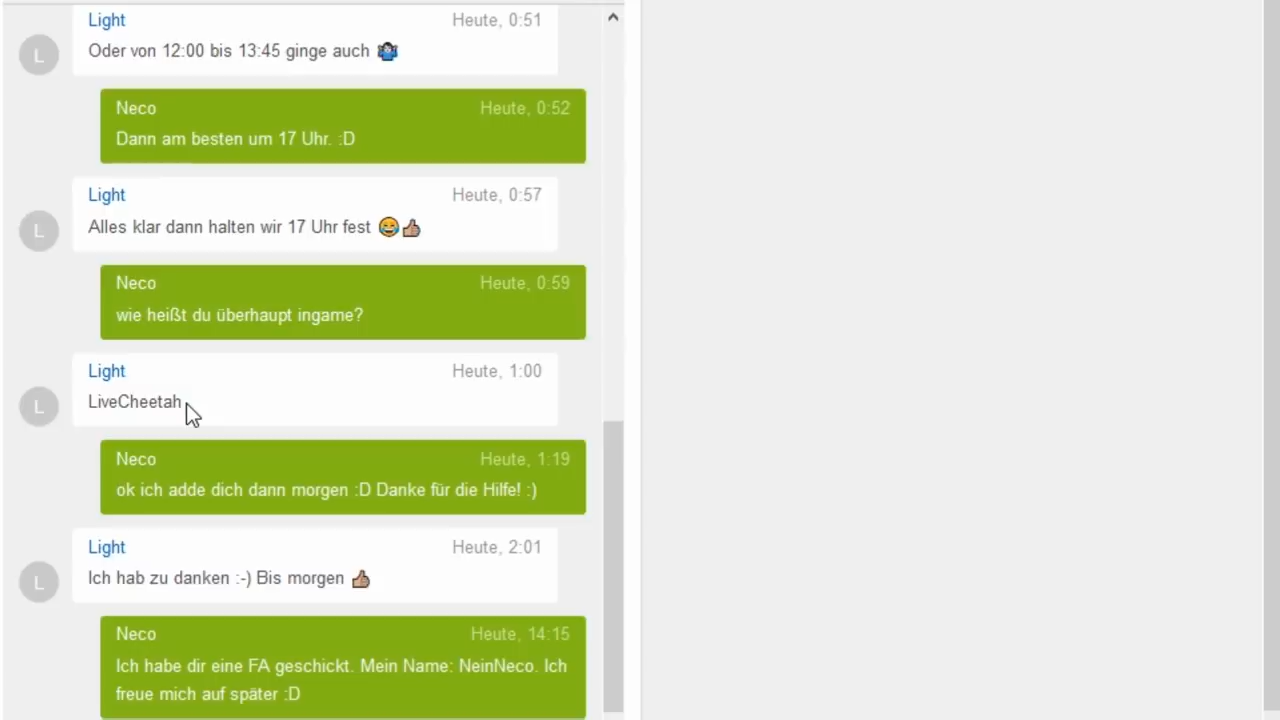 Light Heute, 0:51
L
Oder von 12:00 bis 13:45 ginge auch 🤷
Neco Heute, 0:52
Dann am besten um 17 Uhr. :D
Light Heute, 0:57
L
Alles klar dann halten wir 17 Uhr fest 😂👍
Neco Heute, 0:59
wie heißt du überhaupt ingame?
Light Heute, 1:00
L
LiveCheetah
Neco Heute, 1:19
ok ich adde dich dann morgen :D Danke für die Hilfe! :)
Light Heute, 2:01
L
Ich hab zu danken :-) Bis morgen 👍
Neco Heute, 14:15
Ich habe dir eine FA geschickt. Mein Name: NeinNeco. Ich
freue mich auf später :D